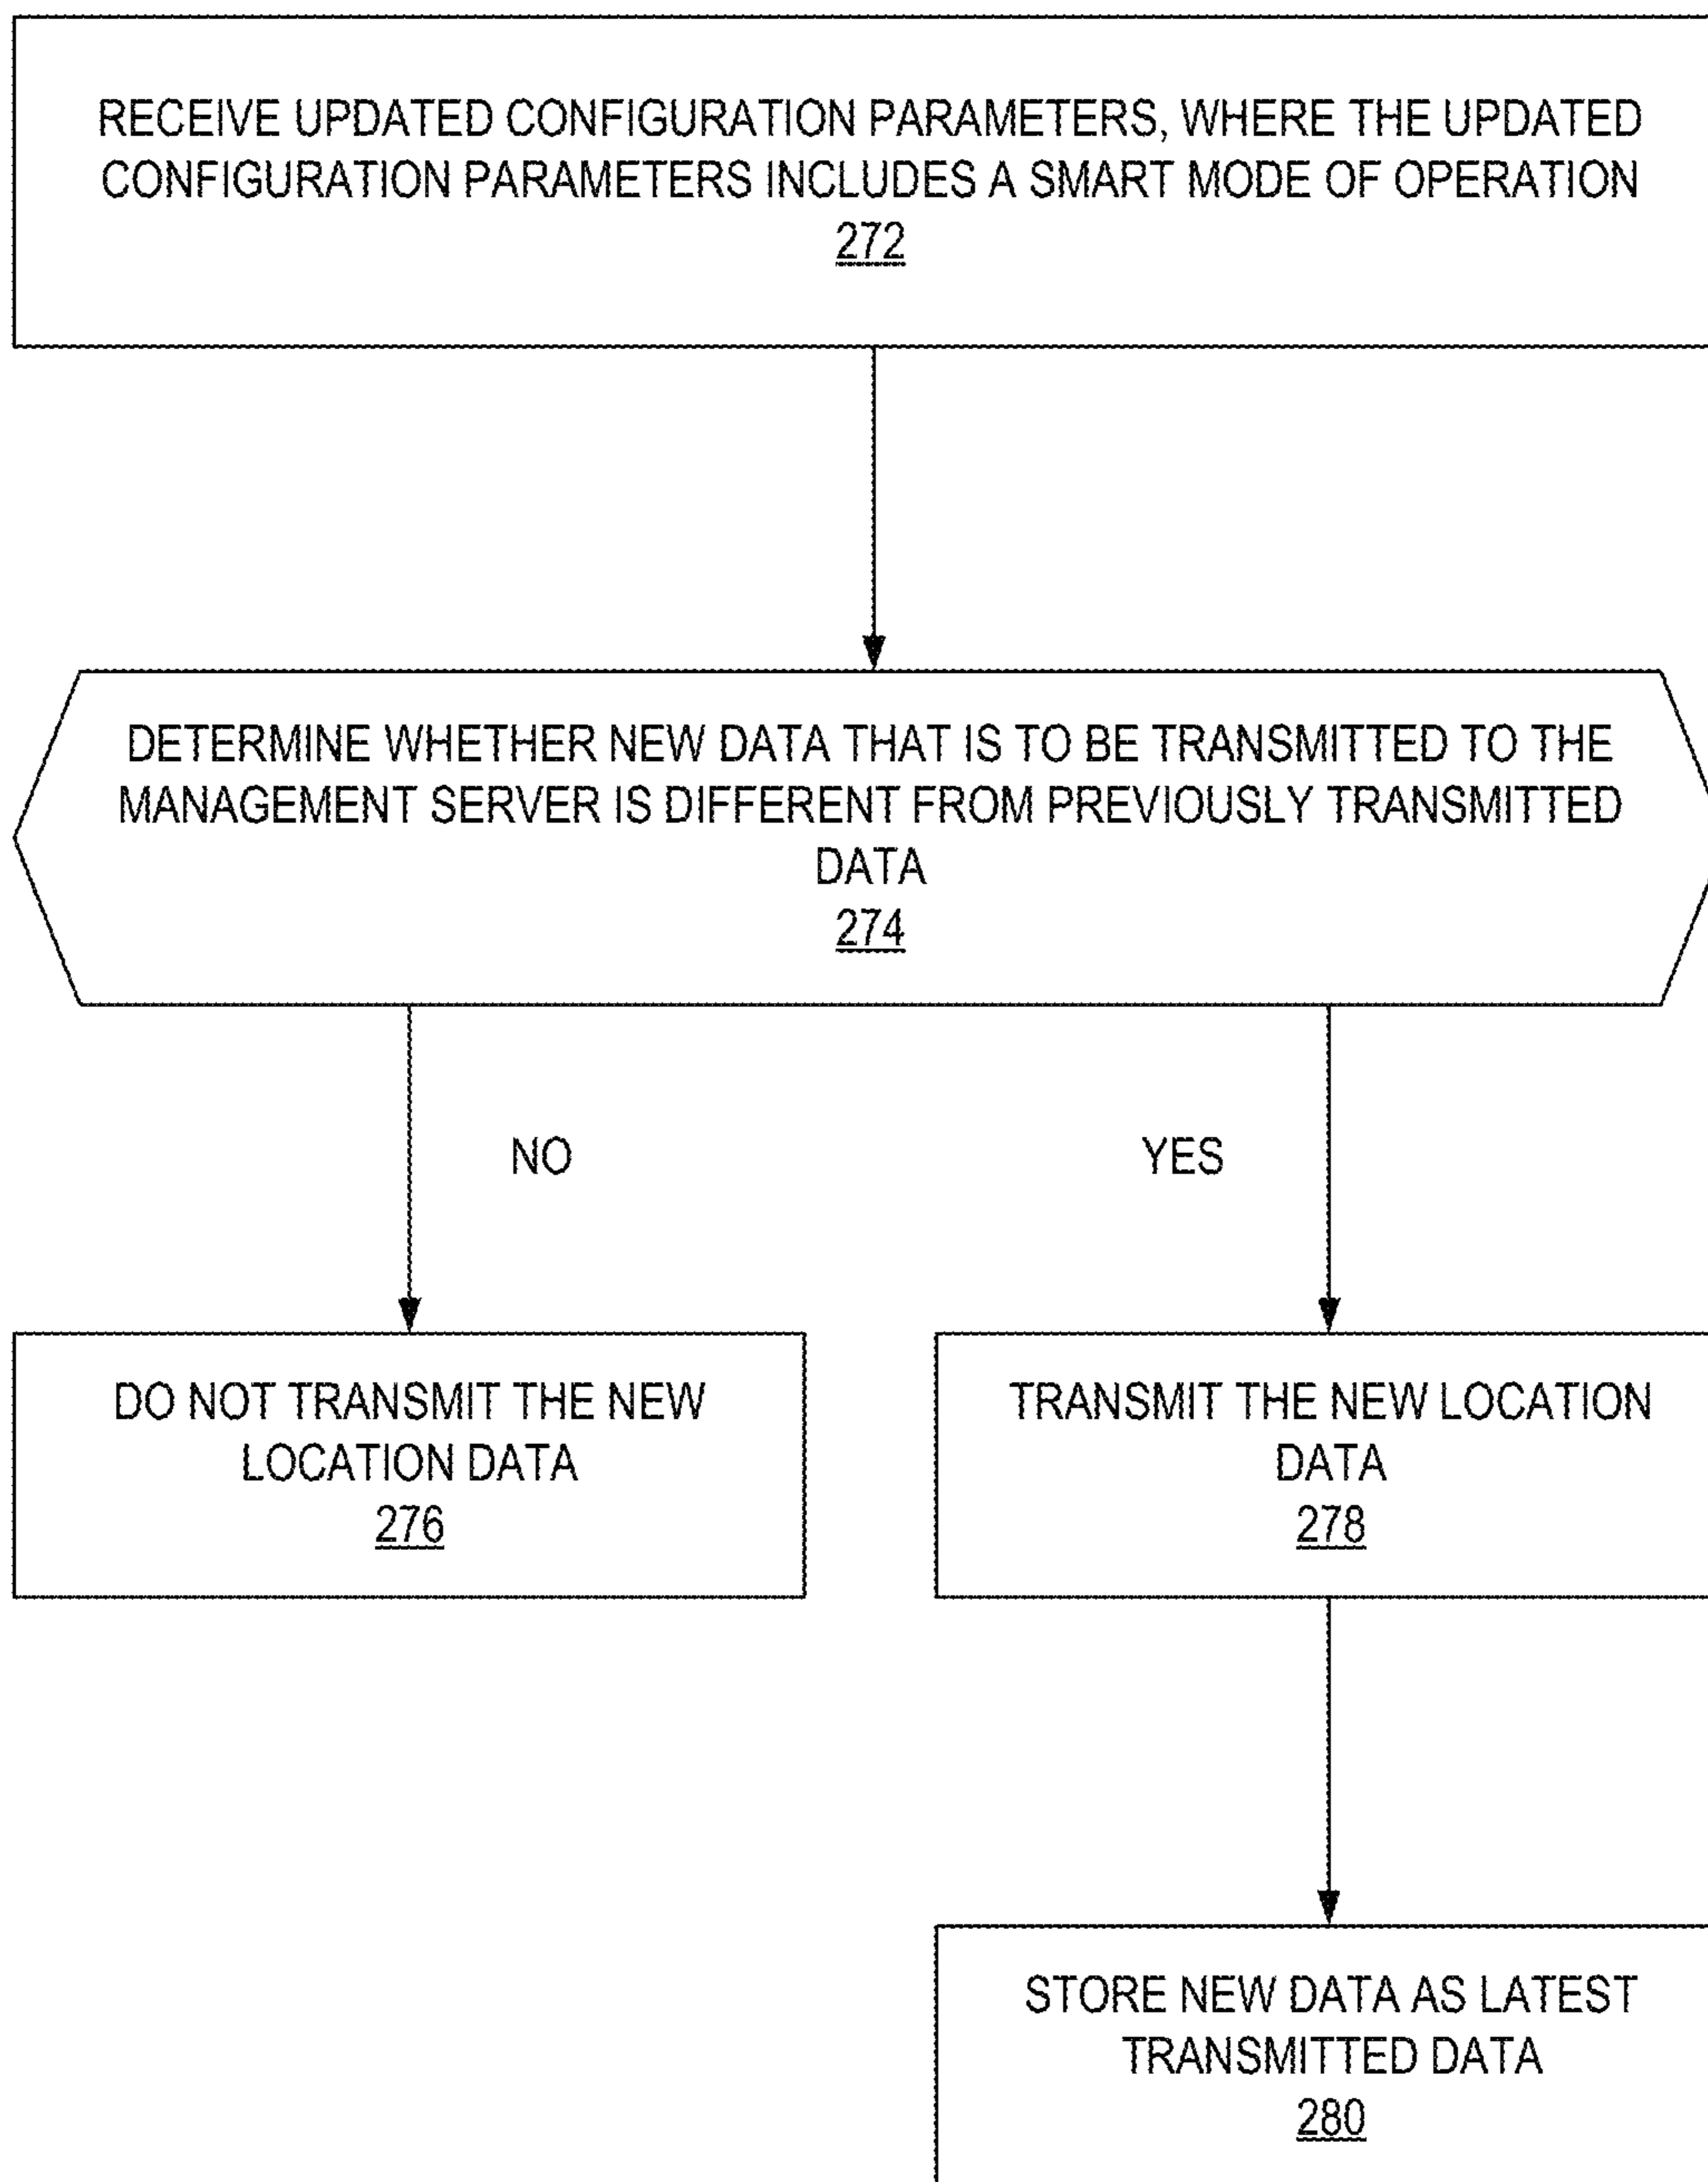 RECEIVE UPDATED CONFIGURATION PARAMETERS, WHERE THE UPDATED
CONFIGURATION PARAMETERS INCLUDES A SMART MODE OF OPERATION
272
DETERMINE WHETHER NEW DATA THAT IS TO BE TRANSMITTED TO THE
MANAGEMENT SERVER IS DIFFERENT FROM PREVIOUSLY TRANSMITTED
DATA
274
NO
YES
DO NOT TRANSMIT THE NEW
LOCATION DATA
276
TRANSMIT THE NEW LOCATION
DATA
278
STORE NEW DATA AS LATEST
TRANSMITTED DATA
280